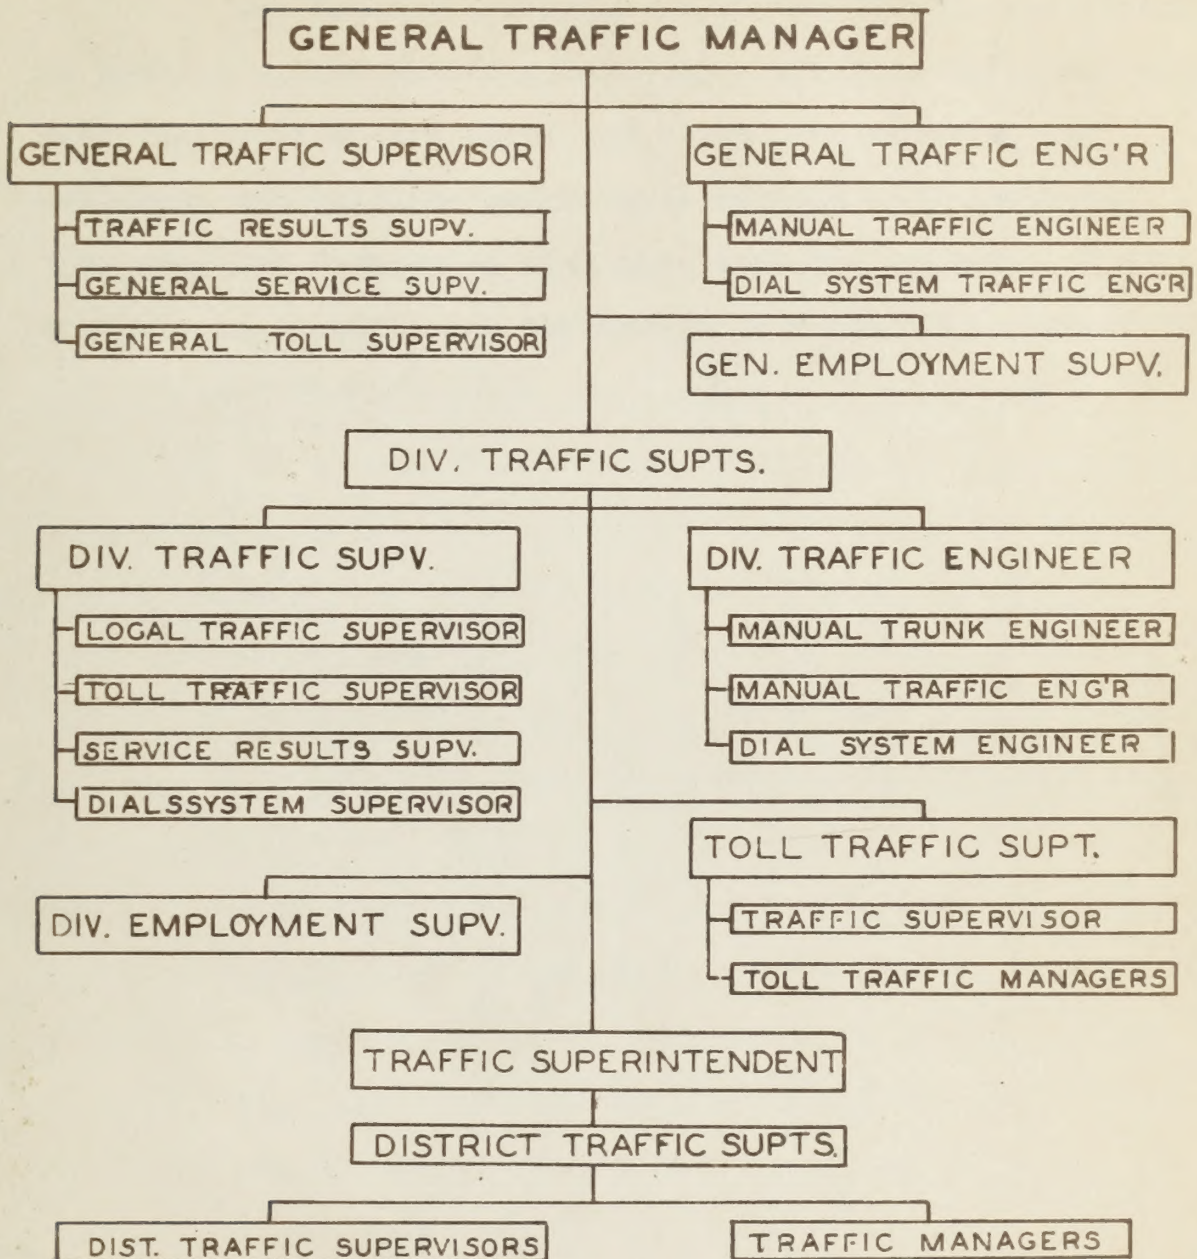 GENERAL TRAFFIC MANAGER
GENERAL TRAFFIC SUPERVISOR
TRAFFIC RESULTS SUPV.
GENERAL SERVICE SUPV.
GENERAL TOLL SUPERVISOR
GENERAL TRAFFIC ENG'R
MANUAL TRAFFIC ENGINEER
DIAL SYSTEM TRAFFIC ENG'R
GEN. EMPLOYMENT SUPV.
DIV. TRAFFIC SUPTS.
DIV. TRAFFIC SUPV.
LOCAL TRAFFIC SUPERVISOR
TOLL TRAFFIC SUPERVISOR
SERVICE RESULTS SUPV.
DIALSSYSTEM SUPERVISOR
DIV. TRAFFIC ENGINEER
MANUAL TRUNK ENGINEER
MANUAL TRAFFIC ENG'R
DIAL SYSTEM ENGINEER
TOLL TRAFFIC SUPT.
TRAFFIC SUPERVISOR
TOLL TRAFFIC MANAGERS
DIV. EMPLOYMENT SUPV.
TRAFFIC SUPERINTENDENT
DISTRICT TRAFFIC SUPTS.
DIST. TRAFFIC SUPERVISORS
TRAFFIC MANAGERS